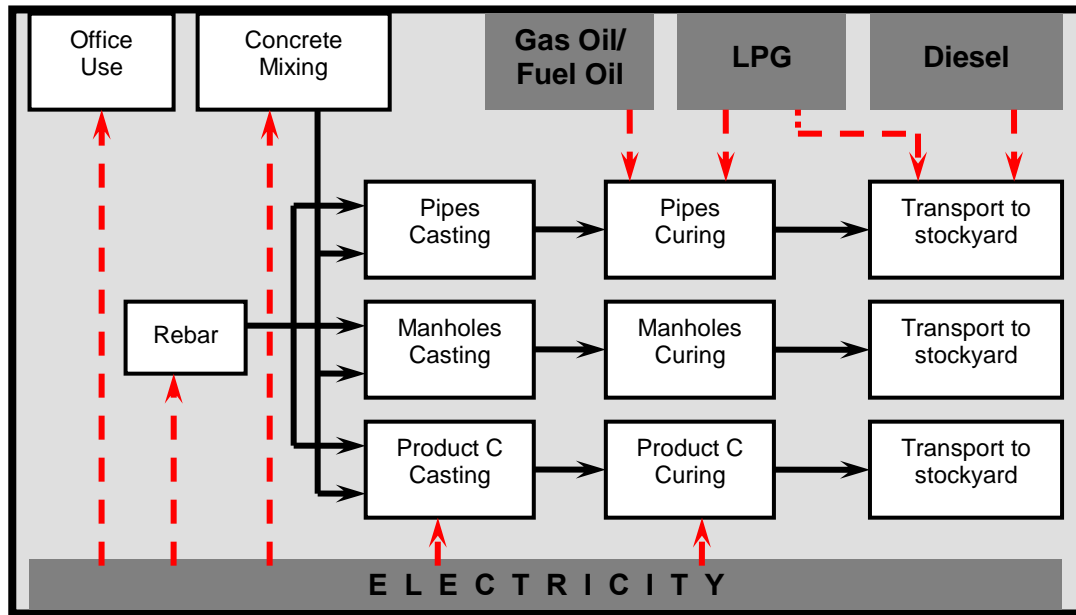 Office
Use
Concrete
Mixing
Gas Oil/
Fuel Oil
LPG
Diesel
Pipes
Casting
Pipes
Curing
Transport to
stockyard
Rebar
Manholes
Casting
Manholes
Curing
Transport to
stockyard
Product C
Casting
Product C
Curing
Transport to
stockyard
E L E C T R I C I T Y